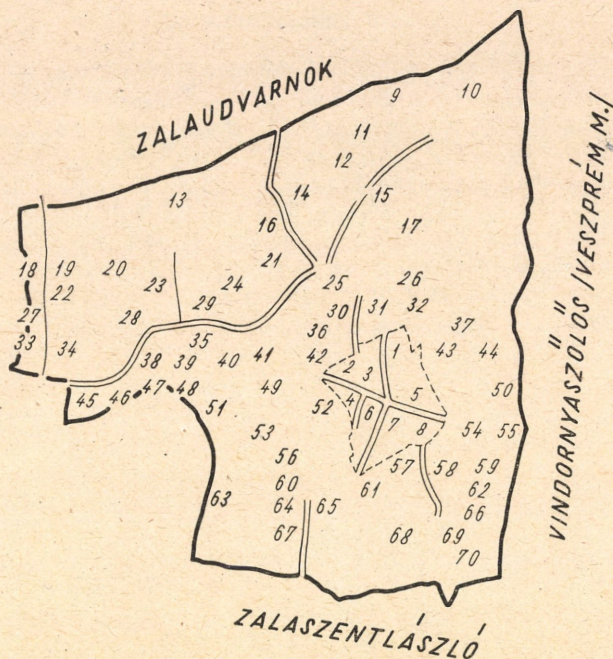 ZALAUDVARNOK
9 10
11
12
13 14 15
16 17
18 19 20 21
22 23 24 25 26
27 28 29 30 31 32
33 34 35 36 37
38 39 40 41 42 43 44
45 46 47 48 49 50
1
2 3
4 5
6 7 8
51 52 53 54 55
56 57 58 59
60 61 62
63 64 65 66
67 68 69
70
VINDORNYASZŐLŐS /VESZPRÉM M./
ZALASZENTLÁSZLÓ